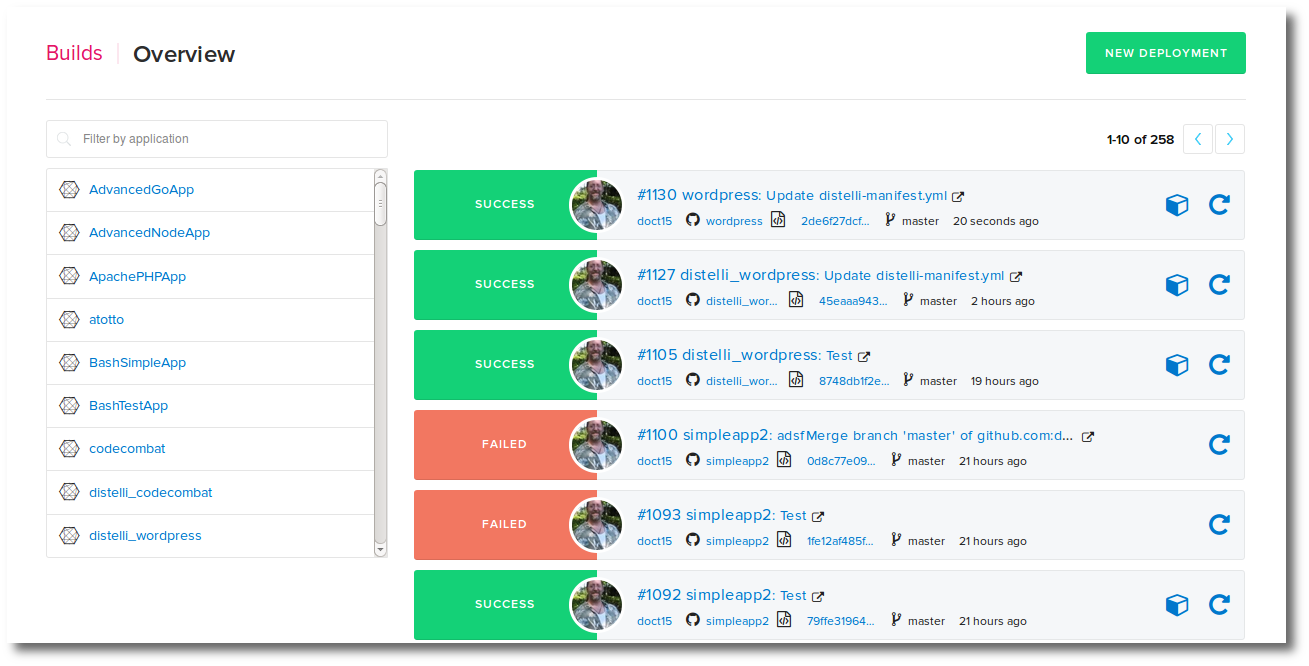 Builds Overview
NEW DEPLOYMENT
Filter by application
1-10 of 258
AdvancedGoApp
AdvancedNodeApp
ApachePHPApp
atotto
BashSimpleApp
BashTestApp
codecombat
distelli_codecombat
distelli_wordpress
SUCCESS
#1130 wordpress: Update distelli-manifest.yml
doct15 wordpress 2de6f27dcf... master 20 seconds ago
SUCCESS
#1127 distelli_wordpress: Update distelli-manifest.yml
doct15 distelli_wor... 45eaaa943... master 2 hours ago
SUCCESS
#1105 distelli_wordpress: Test
doct15 distelli_wor... 8748db1f2e... master 19 hours ago
FAILED
#1100 simpleapp2: adsfMerge branch 'master' of github.com:d...
doct15 simpleapp2 0d8c77e09... master 21 hours ago
FAILED
#1093 simpleapp2: Test
doct15 simpleapp2 1fe12af485f... master 21 hours ago
SUCCESS
#1092 simpleapp2: Test
doct15 simpleapp2 79ffe31964... master 21 hours ago